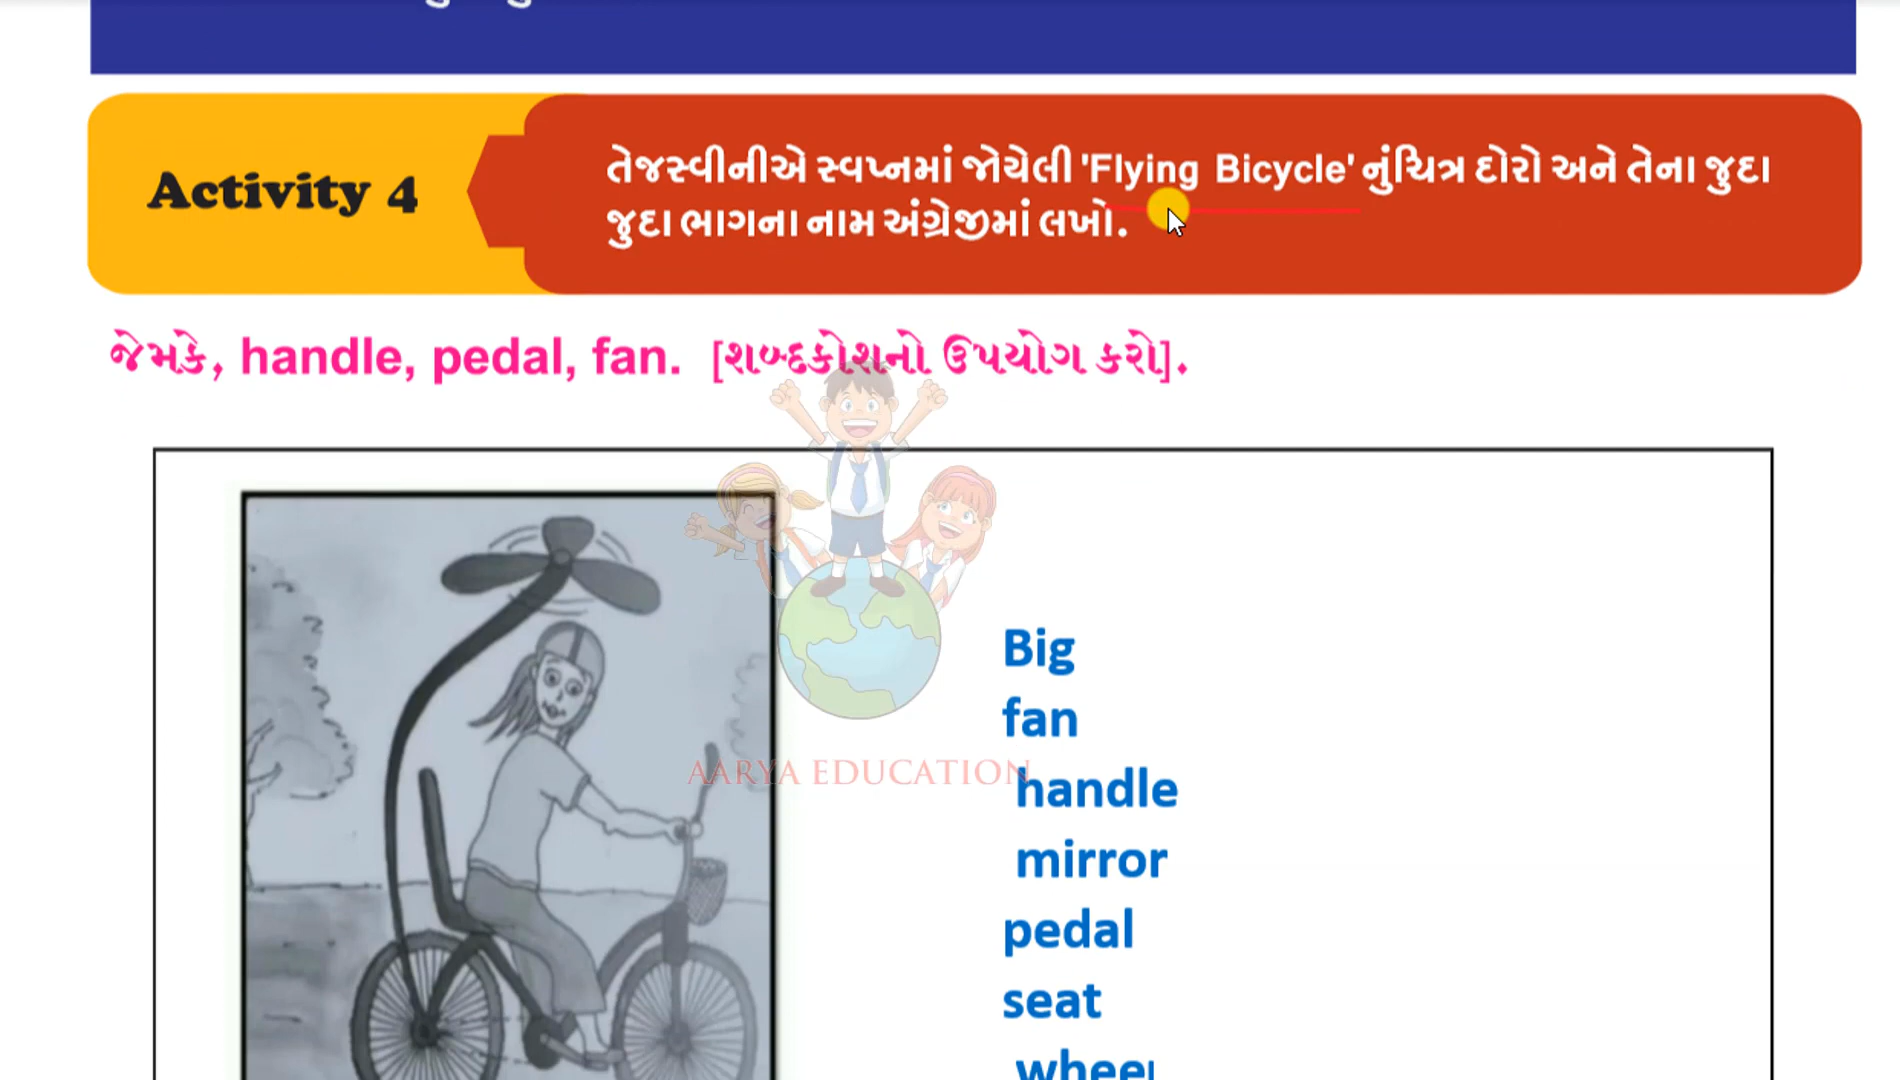 Activity 4
તેજસ્વીનીએ સ્વપ્નમાં જોયેલી 'Flying Bicycle' નુંચિત્ર દોરો અને તેના જુદા
જુદા ભાગના નામ અંગ્રેજીમાં લખો.
જેમકે, handle, pedal, fan. [શબ્દકોશનો ઉપયોગ કરો].
AARYA EDUCATION
Big
fan
handle
mirror
pedal
seat
wheel